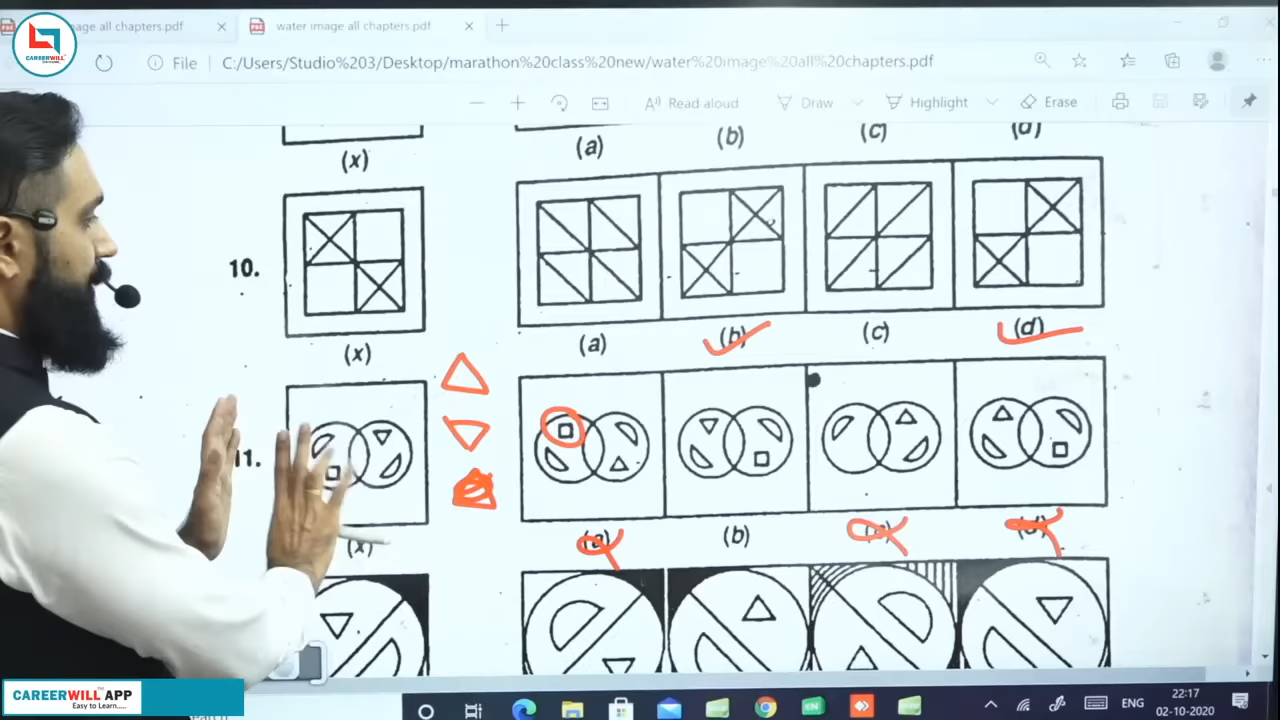 age all chapters.pdf
water image all chapters.pdf
CAREERWILL
File
C:/Users/Studio%203/Desktop/marathon%20class%20new/water%20image%20all%20chapters.pdf
Read aloud
Draw
Highlight
Erase
(x)
(a)
(b)
(c)
(d)
10.
(x)
(a)
(b)
(c)
(d)
11.
(x)
(a)
(b)
(c)
(d)
CAREERWILL APP
Easy to Learn.....
ENG
22:17
02-10-2020
EN